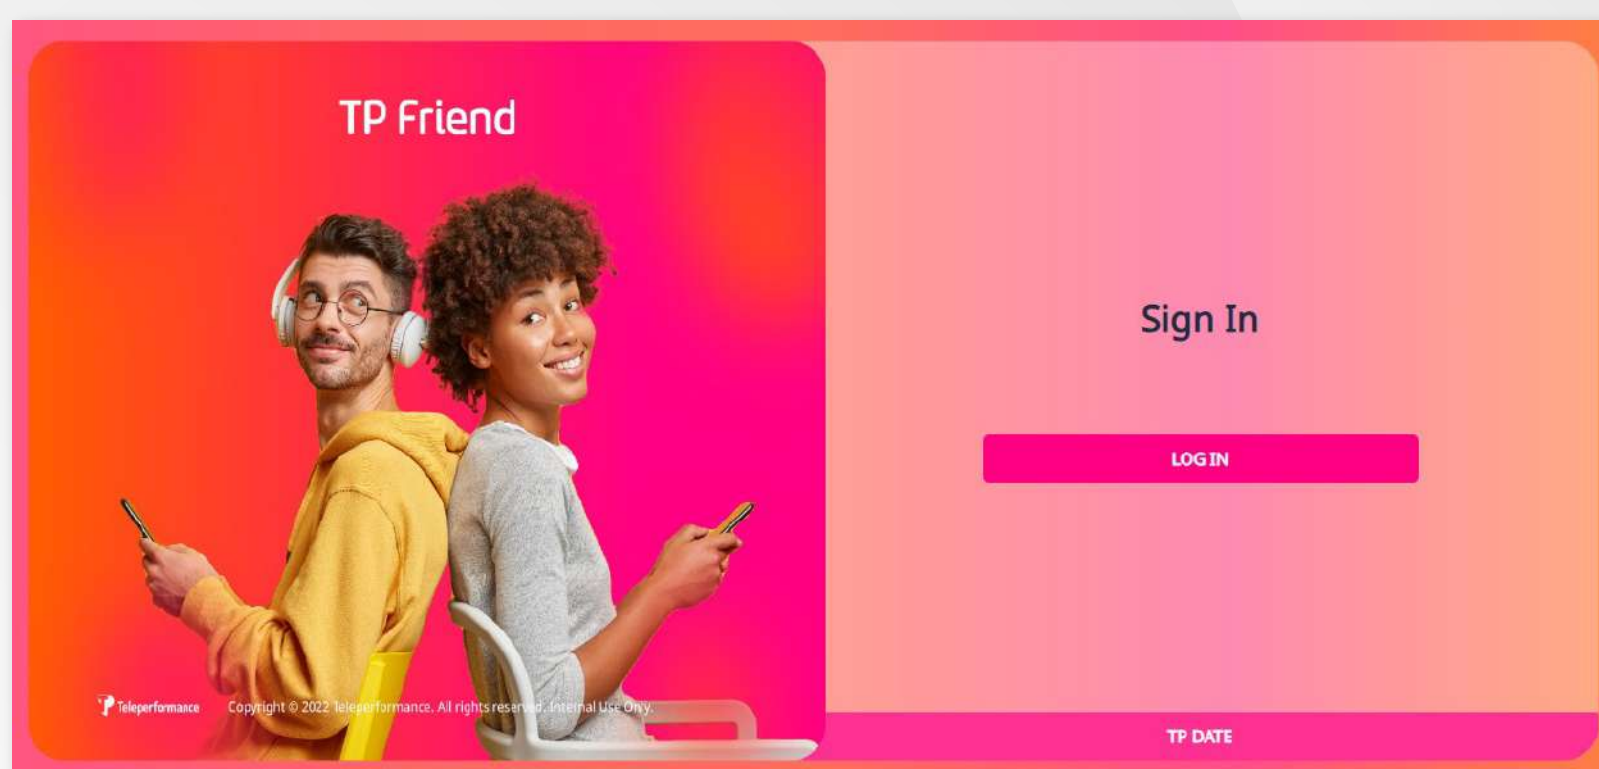 TP Friend
Sign In
LOG IN
Teleperformance
Copyright © 2022 Teleperformance. All rights reserved. Internal Use Only.
TP DATE